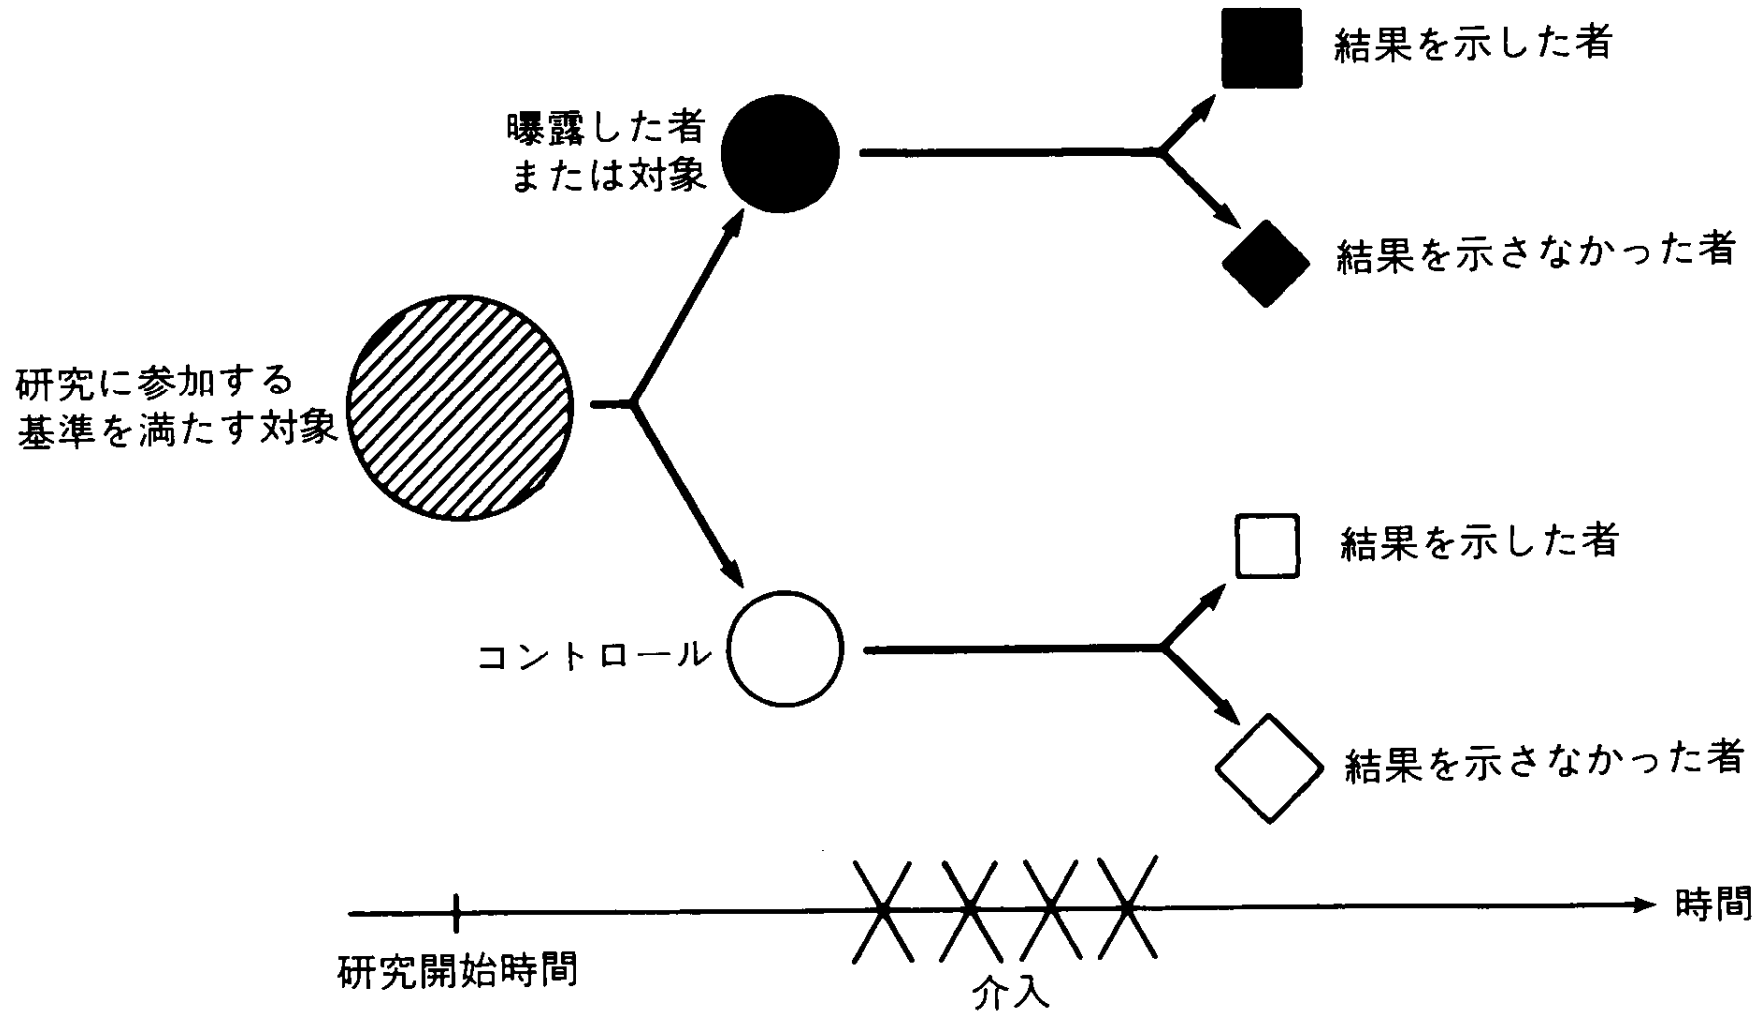 結果を示した者
曝露した者
または対象
結果を示さなかった者
研究に参加する
基準を満たす対象
結果を示した者
コントロール
結果を示さなかった者
時間
研究開始時間
介入